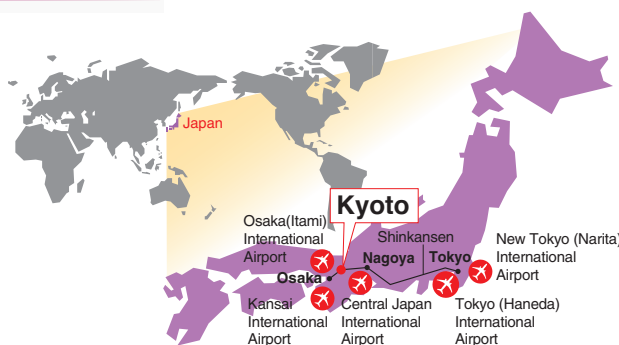 Japan
Kyoto
Osaka(Itami)
International
Airport
Shinkansen
Nagoya
Tokyo
New Tokyo (Narita)
International
Airport
Osaka
Kansai
International
Airport
Central Japan
International
Airport
Tokyo (Haneda)
International
Airport